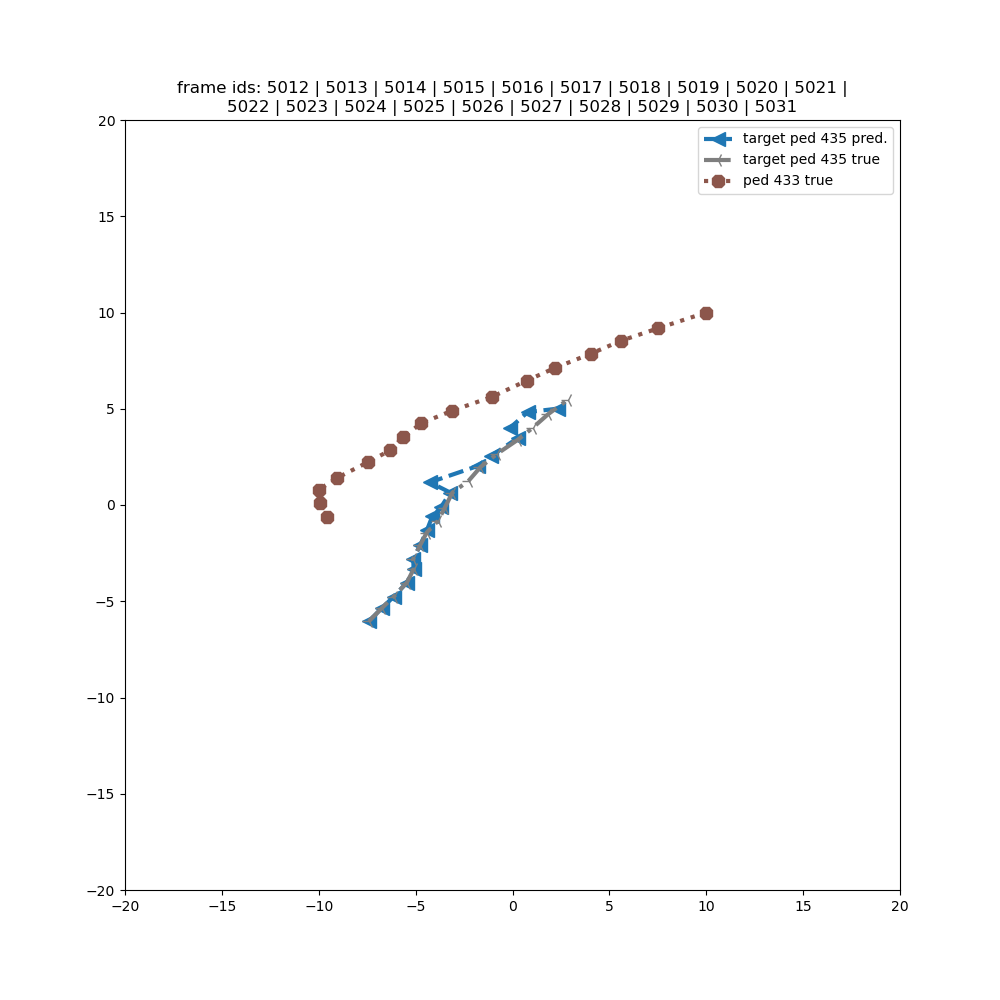 frame ids: 5012 | 5013 | 5014 | 5015 | 5016 | 5017 | 5018 | 5019 | 5020 | 5021 |
5022 | 5023 | 5024 | 5025 | 5026 | 5027 | 5028 | 5029 | 5030 | 5031
target ped 435 pred.
target ped 435 true
ped 433 true
20
15
10
5
0
−5
−10
−15
−20
−20 −15 −10 −5 0 5 10 15 20